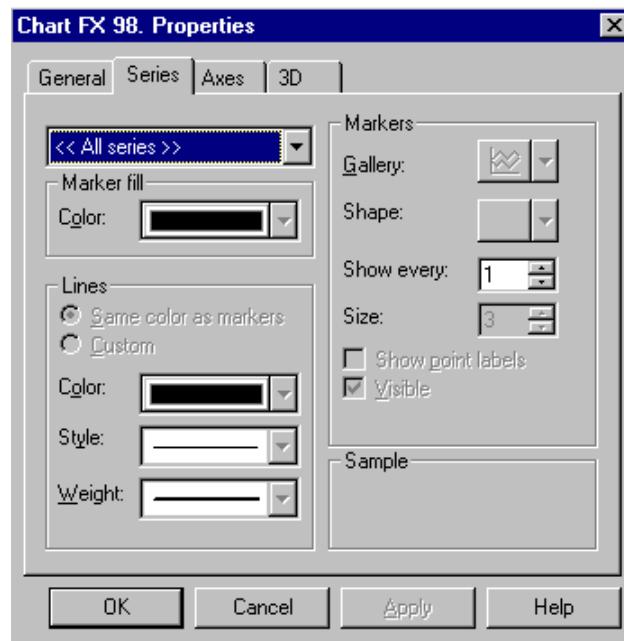 Chart FX 98. Properties
General
Series
Axes
3D
<< All series >>
Marker fill
Color:
Lines
Same color as markers
Custom
Color:
Style:
Weight:
Markers
Gallery:
Shape:
Show every:
1
Size:
3
Show point labels
Visible
Sample
OK
Cancel
Apply
Help